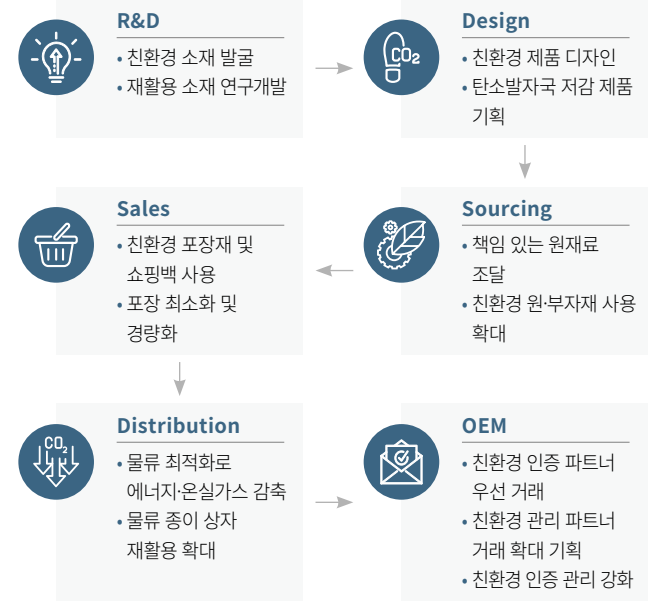 R&D
• 친환경 소재 발굴
• 재활용 소재 연구개발
Design
• 친환경 제품 디자인
• 탄소발자국 저감 제품
기획
CO₂
Sourcing
• 책임 있는 원재료
조달
• 친환경 원·부자재 사용
확대
Sales
• 친환경 포장재 및
쇼핑백 사용
• 포장 최소화 및
경량화
Distribution
• 물류 최적화로
에너지·온실가스 감축
• 물류 종이 상자
재활용 확대
CO₂
OEM
• 친환경 인증 파트너
우선 거래
• 친환경 관리 파트너
거래 확대 기획
• 친환경 인증 관리 강화